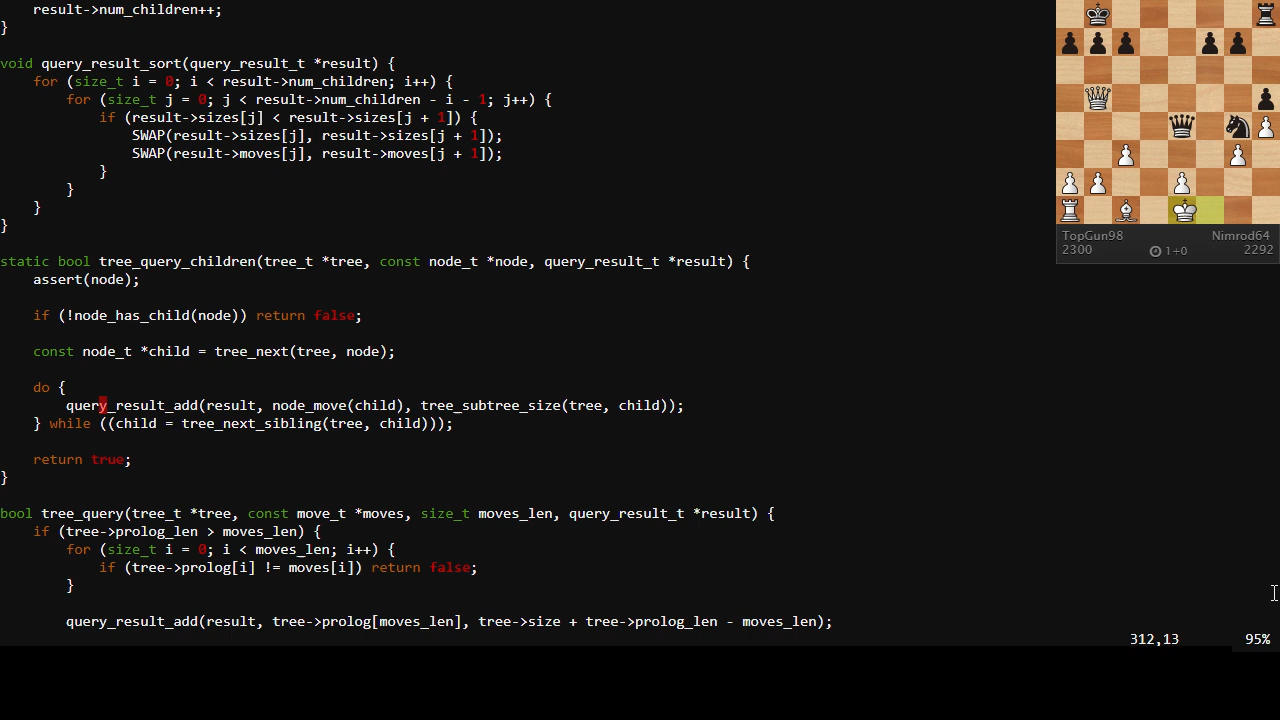 result->num_children++;
}
void query_result_sort(query_result_t *result) {
    for (size_t i = 0; i < result->num_children; i++) {
        for (size_t j = 0; j < result->num_children - i - 1; j++) {
            if (result->sizes[j] < result->sizes[j + 1]) {
                SWAP(result->sizes[j], result->sizes[j + 1]);
                SWAP(result->moves[j], result->moves[j + 1]);
            }
        }
    }
}
static bool tree_query_children(tree_t *tree, const node_t *node, query_result_t *result) {
    assert(node);
    if (!node_has_child(node)) return false;
    const node_t *child = tree_next(tree, node);
    do {
        query_result_add(result, node_move(child), tree_subtree_size(tree, child));
    } while ((child = tree_next_sibling(tree, child)));
    return true;
}
bool tree_query(tree_t *tree, const move_t *moves, size_t moves_len, query_result_t *result) {
    if (tree->prolog_len > moves_len) {
        for (size_t i = 0; i < moves_len; i++) {
            if (tree->prolog[i] != moves[i]) return false;
        }
        query_result_add(result, tree->prolog[moves_len], tree->size + tree->prolog_len - moves_len);
312,13 95%
TopGun98 Nimrod64
2300 1+0 2292